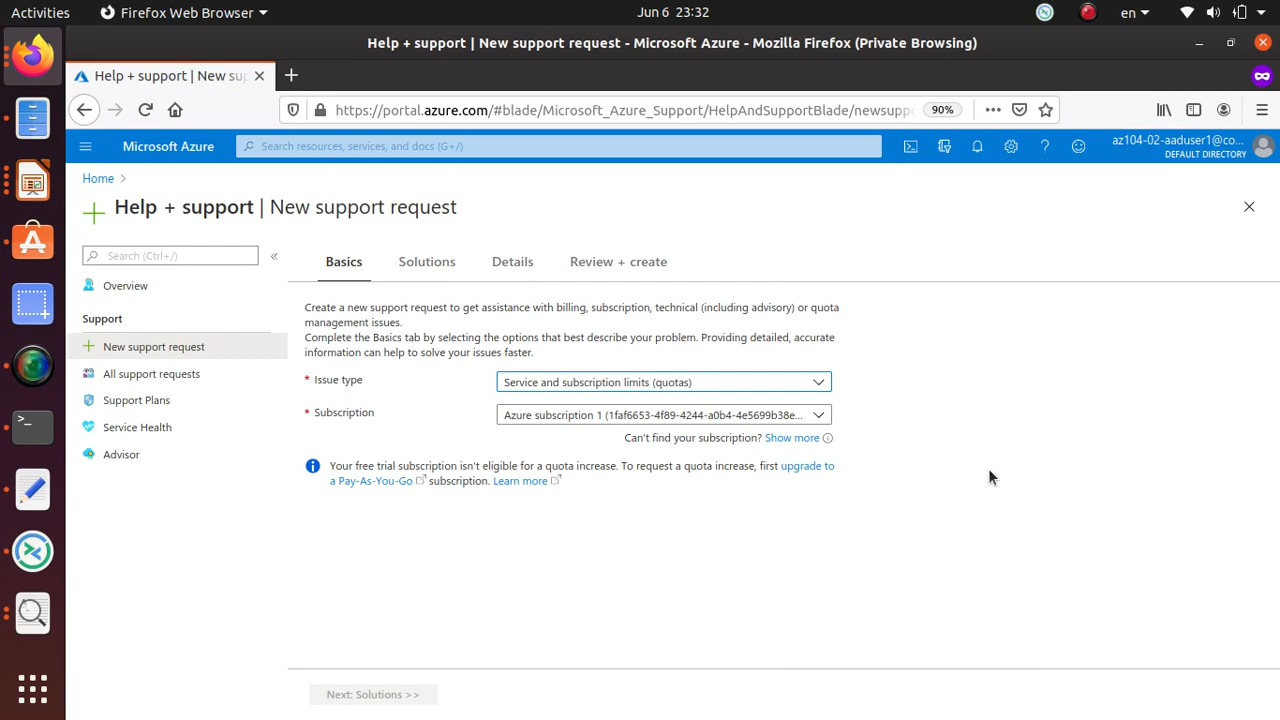 Activities
Firefox Web Browser
Jun 6 23:32
en
Help + support | New support request - Microsoft Azure - Mozilla Firefox (Private Browsing)
Help + support | New sup
https://portal.azure.com/#blade/Microsoft_Azure_Support/HelpAndSupportBlade/newsupp
90%
Microsoft Azure
Search resources, services, and docs (G+/)
az104-02-aaduser1@co...
DEFAULT DIRECTORY
Home
Help + support | New support request
Search (Ctrl+/)
Overview
Support
New support request
All support requests
Support Plans
Service Health
Advisor
Basics
Solutions
Details
Review + create
Create a new support request to get assistance with billing, subscription, technical (including advisory) or quota
management issues.
Complete the Basics tab by selecting the options that best describe your problem. Providing detailed, accurate
information can help to solve your issues faster.
* Issue type
Service and subscription limits (quotas)
* Subscription
Azure subscription 1 (1faf6653-4f89-4244-a0b4-4e5699b38e...
Can't find your subscription? Show more
Your free trial subscription isn't eligible for a quota increase. To request a quota increase, first upgrade to
a Pay-As-You-Go subscription. Learn more
Next: Solutions >>